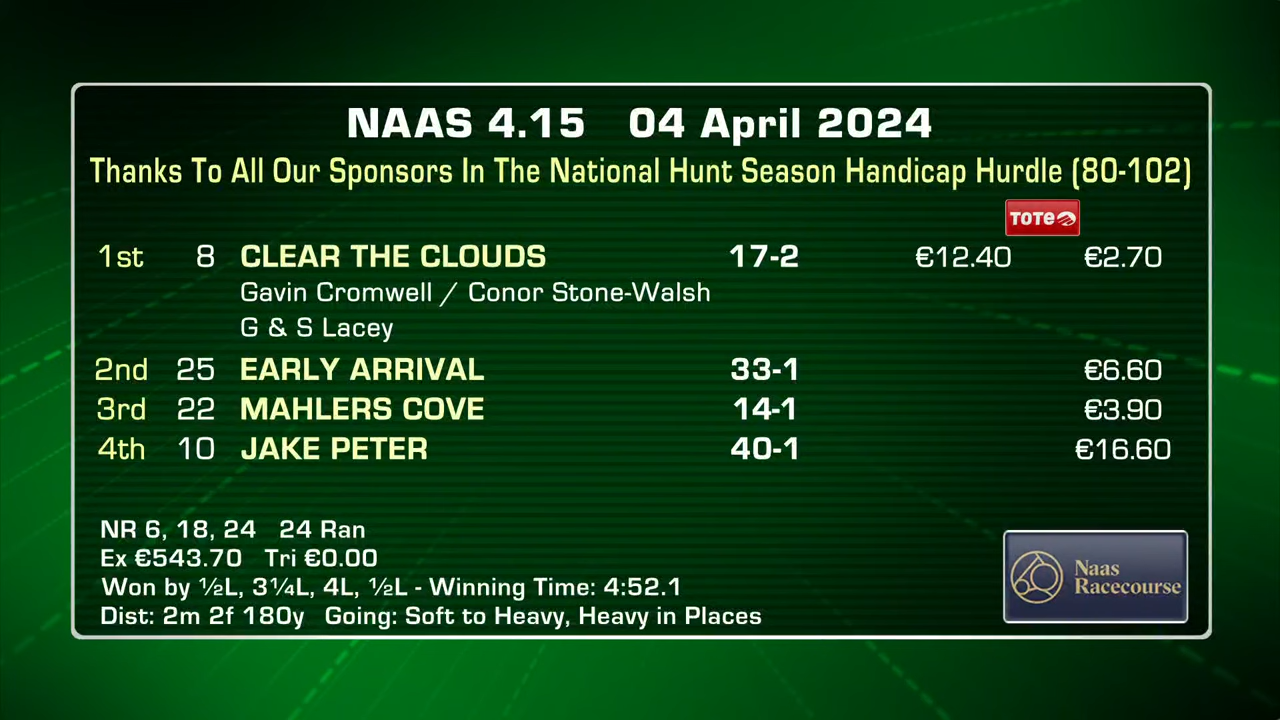 NAAS 4.15 04 April 2024
Thanks To All Our Sponsors In The National Hunt Season Handicap Hurdle (80-102)
TOTE
1st 8 CLEAR THE CLOUDS 17-2 €12.40 €2.70
Gavin Cromwell / Conor Stone-Walsh
G & S Lacey
2nd 25 EARLY ARRIVAL 33-1 €6.60
3rd 22 MAHLERS COVE 14-1 €3.90
4th 10 JAKE PETER 40-1 €16.60
NR 6, 18, 24 24 Ran
Ex €543.70 Tri €0.00
Won by ½L, 3¼L, 4L, ½L - Winning Time: 4:52.1
Dist: 2m 2f 180y Going: Soft to Heavy, Heavy in Places
Naas
Racecourse